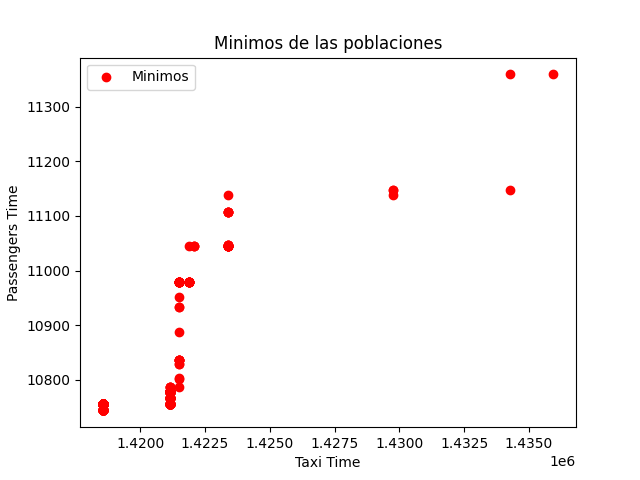 Minimos de las poblaciones
Minimos
Passengers Time
11300
11200
11100
11000
10900
10800
1.4200 1.4225 1.4250 1.4275 1.4300 1.4325 1.4350
Taxi Time
1e6